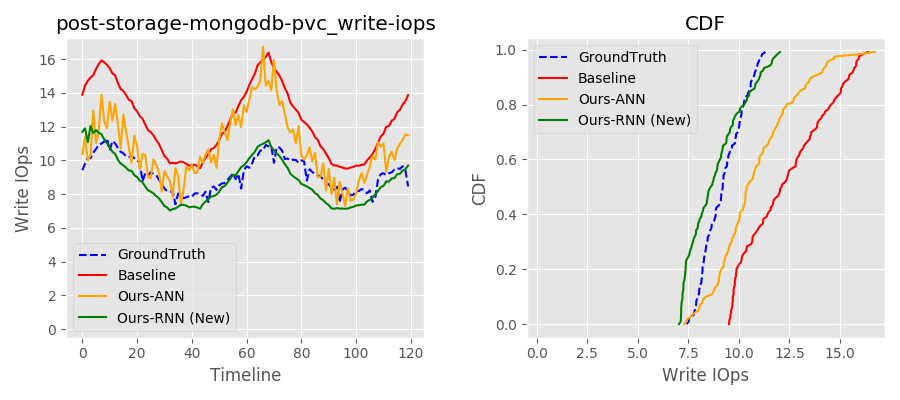 post-storage-mongodb-pvc_write-iops
Write IOps
16
14
12
10
8
6
4
2
0
GroundTruth
Baseline
Ours-ANN
Ours-RNN (New)
0 20 40 60 80 100 120
Timeline
CDF
CDF
1.0
0.8
0.6
0.4
0.2
0.0
GroundTruth
Baseline
Ours-ANN
Ours-RNN (New)
0.0 2.5 5.0 7.5 10.0 12.5 15.0
Write IOps